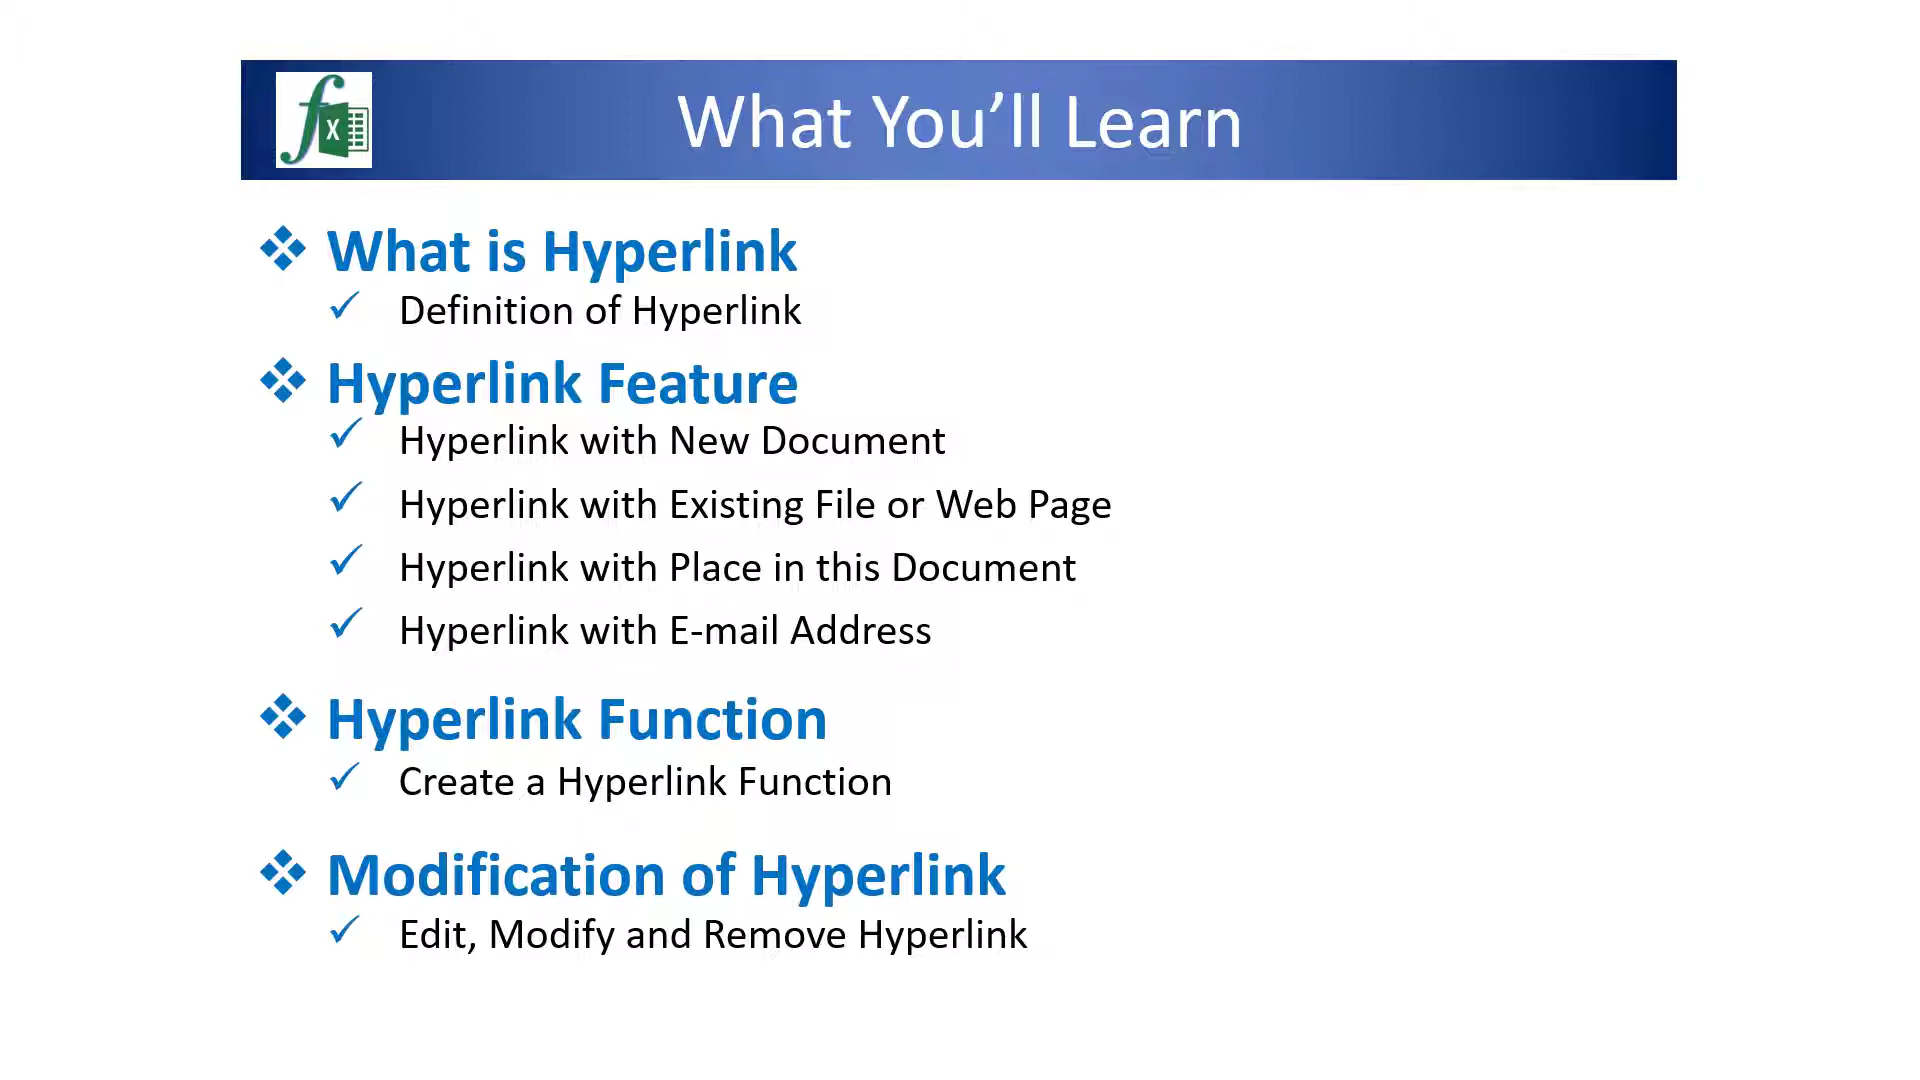 What You’ll Learn
What is Hyperlink
Definition of Hyperlink
Hyperlink Feature
Hyperlink with New Document
Hyperlink with Existing File or Web Page
Hyperlink with Place in this Document
Hyperlink with E-mail Address
Hyperlink Function
Create a Hyperlink Function
Modification of Hyperlink
Edit, Modify and Remove Hyperlink